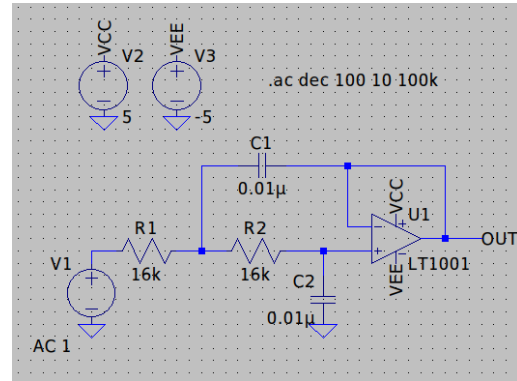 VCC
V2
5
VEE
V3
-5
.ac dec 100 10 100k
C1
0.01µ
R1
16k
R2
16k
VCC
U1
OUT
VEE
LT1001
V1
C2
0.01µ
AC 1